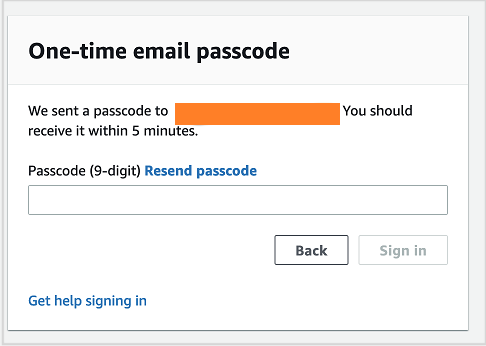 One-time email passcode
We sent a passcode to You should
receive it within 5 minutes.
Passcode (9-digit) Resend passcode
Back Sign in
Get help signing in